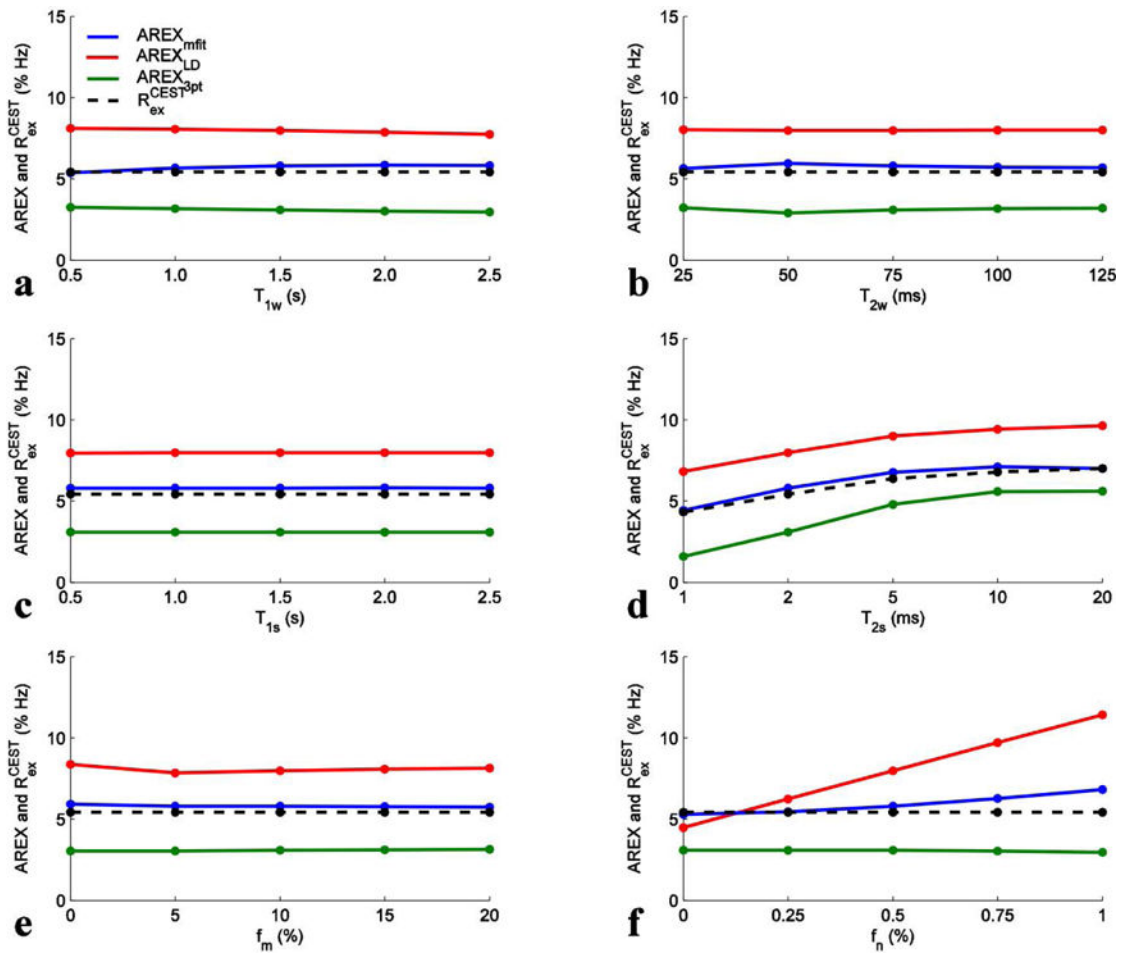 AREX and R_ex^CEST (% Hz)
15
10
5
0
AREX_mfit
AREX_LD
AREX_3pt
R_ex^CEST
0.5 1.0 1.5 2.0 2.5
T_1w (s)
a
AREX and R_ex^CEST (% Hz)
15
10
5
0
25 50 75 100 125
T_2w (ms)
b
AREX and R_ex^CEST (% Hz)
15
10
5
0
0.5 1.0 1.5 2.0 2.5
T_1s (s)
c
AREX and R_ex^CEST (% Hz)
15
10
5
0
1 2 5 10 20
T_2s (ms)
d
AREX and R_ex^CEST (% Hz)
15
10
5
0
0 5 10 15 20
f_m (%)
e
AREX and R_ex^CEST (% Hz)
15
10
5
0
0 0.25 0.5 0.75 1
f_n (%)
f